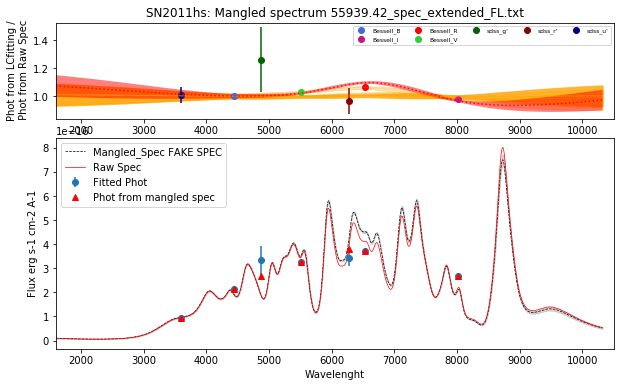 SN2011hs: Mangled spectrum 55939.42_spec_extended_FL.txt
Phot from LCfitting /
Phot from Raw Spec
1.4
1.2
1.0
Bessell_B
Bessell_I
Bessell_R
Bessell_V
sdss_g'
sdss_r'
sdss_u'
2000 3000 4000 5000 6000 7000 8000 9000 10000
1e−16
Flux erg s-1 cm-2 A-1
8
7
6
5
4
3
2
1
0
Mangled_Spec FAKE SPEC
Raw Spec
Fitted Phot
Phot from mangled spec
2000 3000 4000 5000 6000 7000 8000 9000 10000
Wavelenght